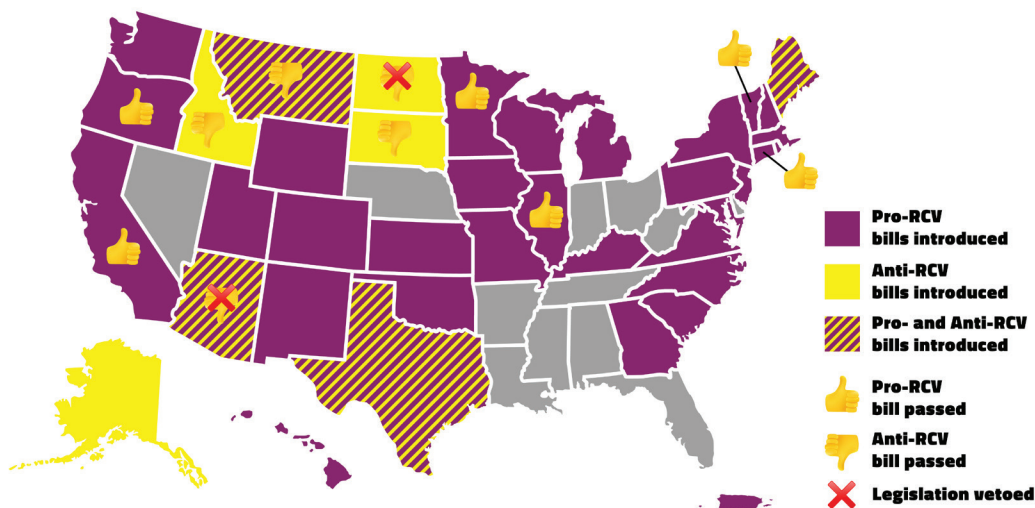 Pro-RCV
bills introduced
Anti-RCV
bills introduced
Pro- and Anti-RCV
bills introduced
Pro-RCV
bill passed
Anti-RCV
bill passed
Legislation vetoed